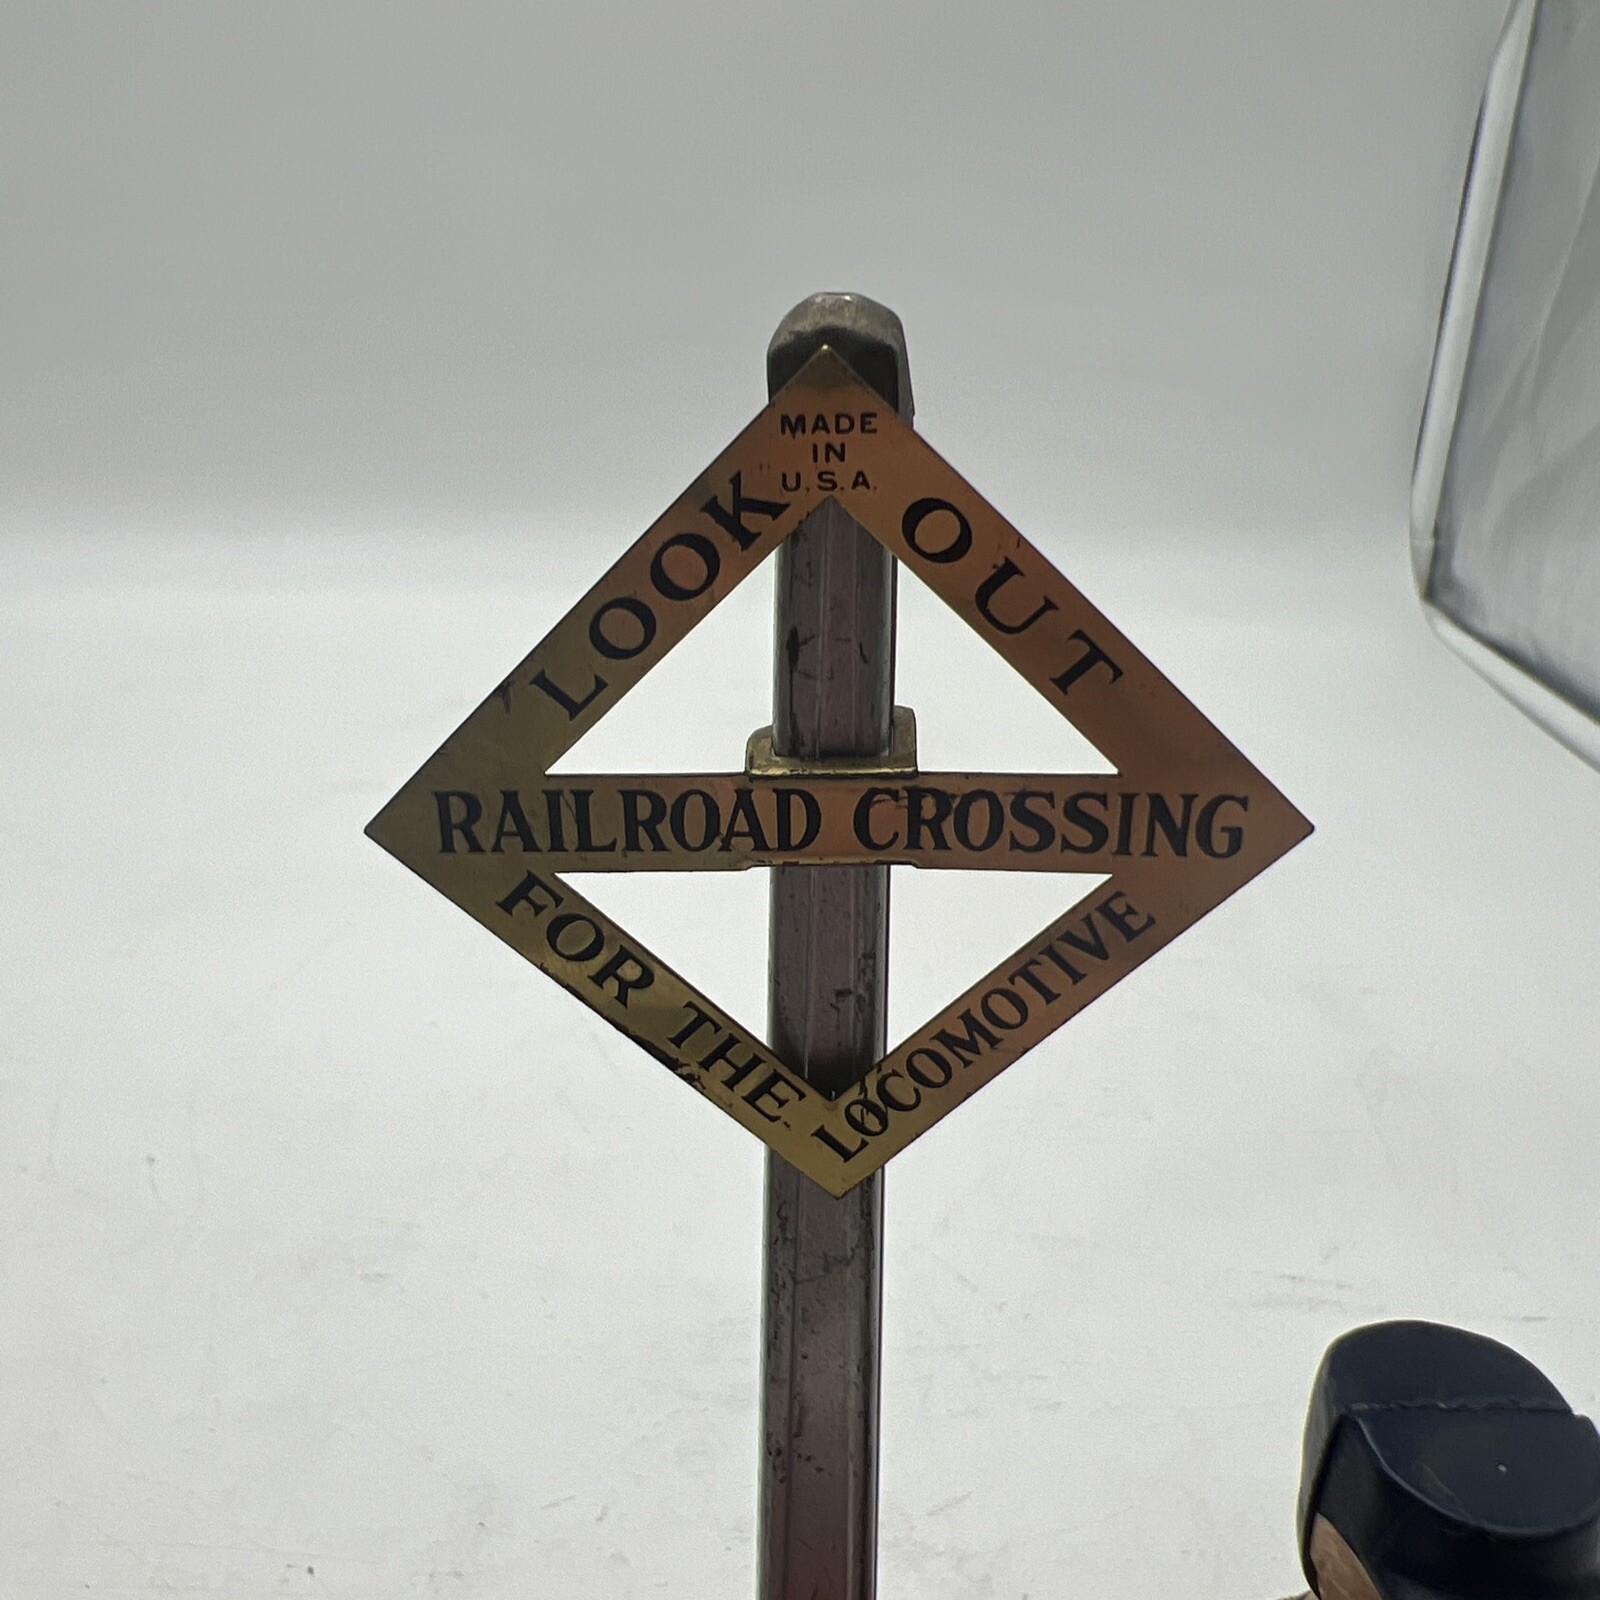 MADE
IN
U.S.A.
LOOK
OUT
RAILROAD CROSSING
FOR THE
LOCOMOTIVE